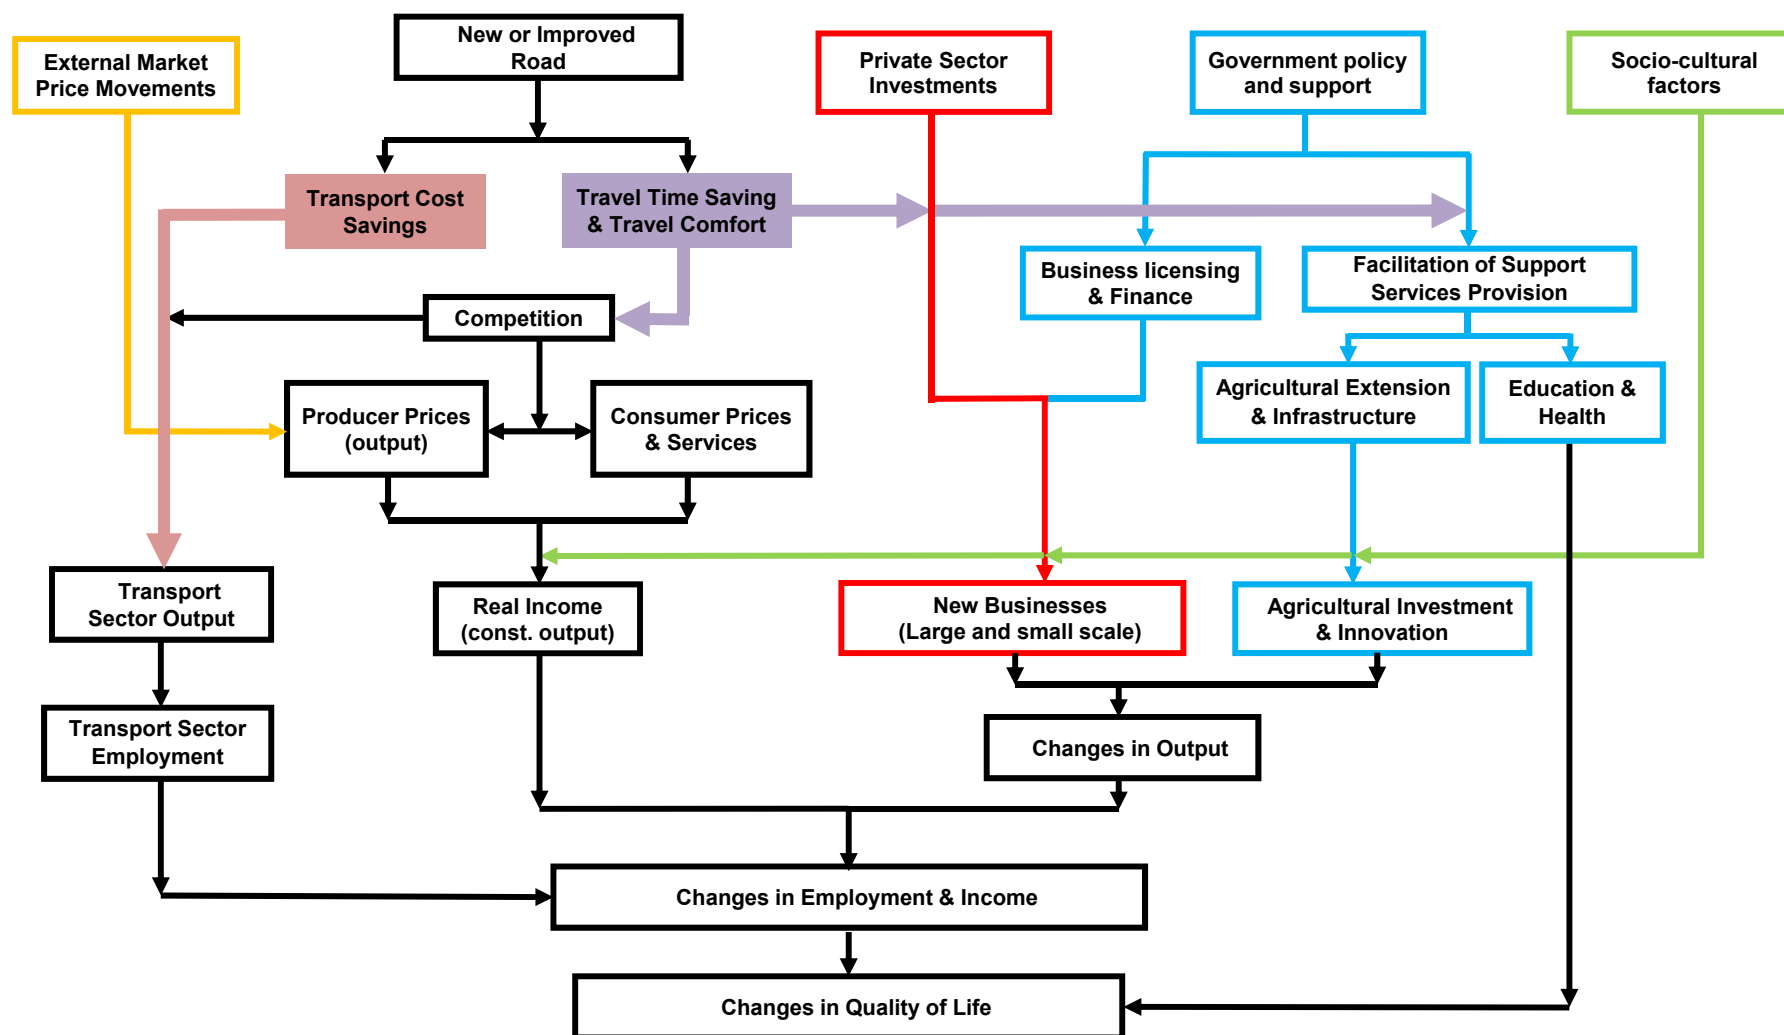 New or Improved
Road
External Market
Price Movements
Private Sector
Investments
Government policy
and support
Socio-cultural
factors
Transport Cost
Savings
Travel Time Saving
& Travel Comfort
Business licensing
& Finance
Facilitation of Support
Services Provision
Competition
Producer Prices
(output)
Consumer Prices
& Services
Agricultural Extension
& Infrastructure
Education &
Health
Transport
Sector Output
Real Income
(const. output)
New Businesses
(Large and small scale)
Agricultural Investment
& Innovation
Transport Sector
Employment
Changes in Output
Changes in Employment & Income
Changes in Quality of Life